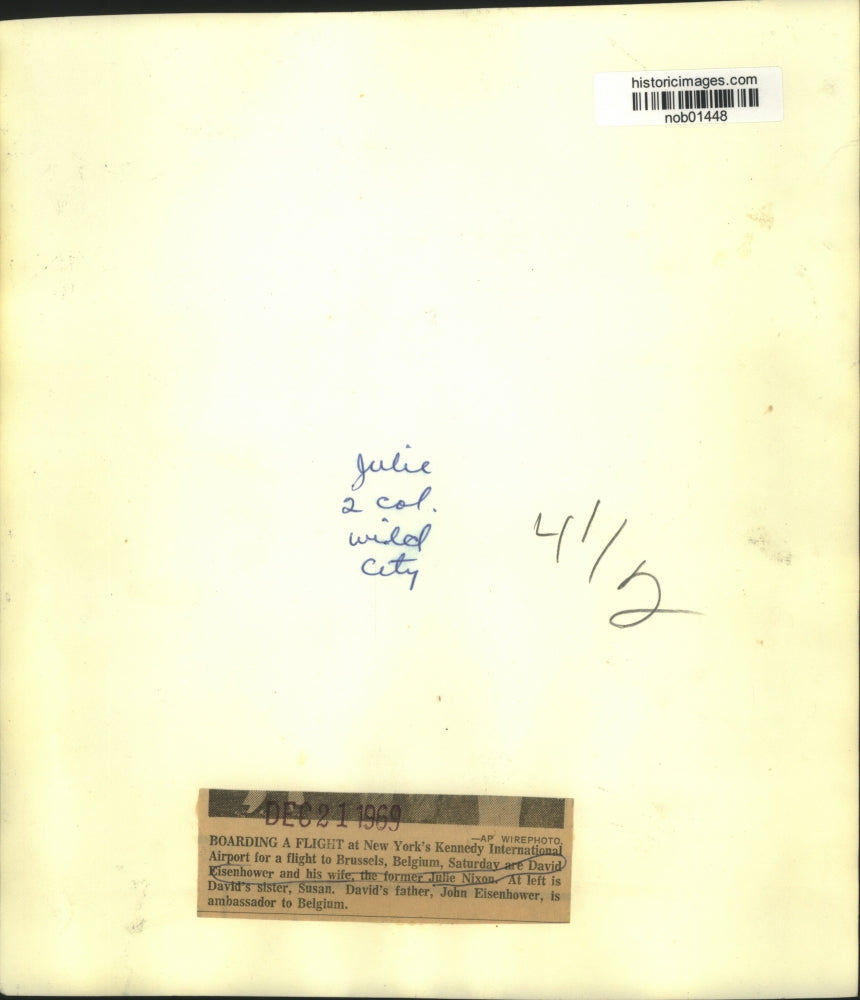 historicimages.com
nob01448
Julie
2 col.
wild
City
4 1/2
DEC 21 1969
—AP WIREPHOTO.
BOARDING A FLIGHT at New York's Kennedy International
Airport for a flight to Brussels, Belgium, Saturday are David
Eisenhower and his wife, the former Julie Nixon. At left is
David's sister, Susan. David's father, John Eisenhower, is
ambassador to Belgium.